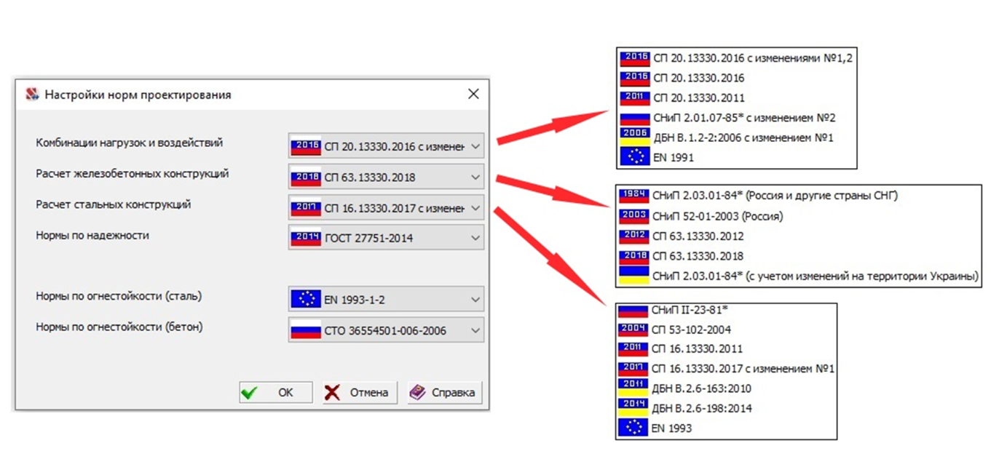 Настройки норм проектирования
Комбинации нагрузок и воздействий
2016 СП 20.13330.2016 с изменен
Расчет железобетонных конструкций
2018 СП 63.13330.2018
Расчет стальных конструкций
2017 СП 16.13330.2017 с изменен
Нормы по надежности
2014 ГОСТ 27751-2014
Нормы по огнестойкости (сталь)
EN 1993-1-2
Нормы по огнестойкости (бетон)
СТО 36554501-006-2006
OK Отмена Справка
2016 СП 20.13330.2016 с изменениями №1,2
2016 СП 20.13330.2016
2011 СП 20.13330.2011
СНиП 2.01.07-85* с изменением №2
2006 ДБН В.1.2-2:2006 с изменением №1
EN 1991
1984 СНиП 2.03.01-84* (Россия и другие страны СНГ)
2003 СНиП 52-01-2003 (Россия)
2012 СП 63.13330.2012
2018 СП 63.13330.2018
СНиП 2.03.01-84* (с учетом изменений на территории Украины)
СНиП II-23-81*
2004 СП 53-102-2004
2011 СП 16.13330.2011
2017 СП 16.13330.2017 с изменением №1
2011 ДБН В.2.6-163:2010
2014 ДБН В.2.6-198:2014
EN 1993